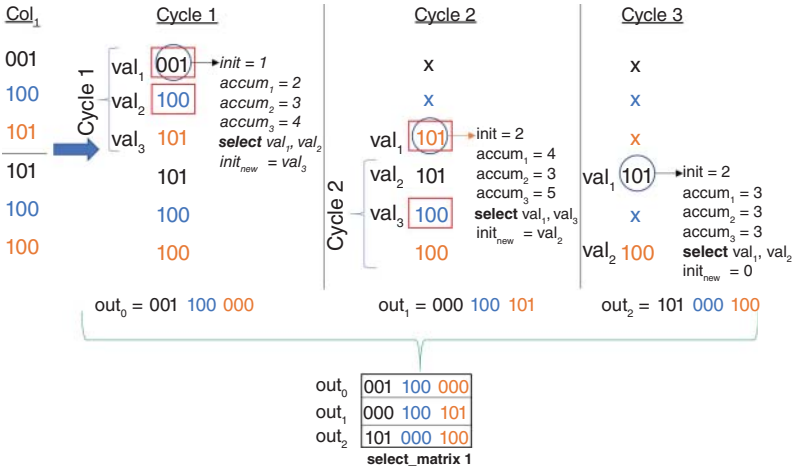 Col₁
001
100
101
101
100
100
Cycle 1
Cycle 1
val₁ 001
val₂ 100
val₃ 101
101
100
100
init = 1
accum₁ = 2
accum₂ = 3
accum₃ = 4
select val₁, val₂
init_new = val₃
out₀ = 001 100 000
Cycle 2
x
x
val₁ 101
Cycle 2
val₂ 101
val₃ 100
100
init = 2
accum₁ = 4
accum₂ = 3
accum₃ = 5
select val₁, val₃
init_new = val₂
out₁ = 000 100 101
Cycle 3
x
x
x
val₁ 101
x
val₂ 100
init = 2
accum₁ = 3
accum₂ = 3
accum₃ = 3
select val₁, val₂
init_new = 0
out₂ = 101 000 100
out₀ 001 100 000
out₁ 000 100 101
out₂ 101 000 100
select_matrix 1